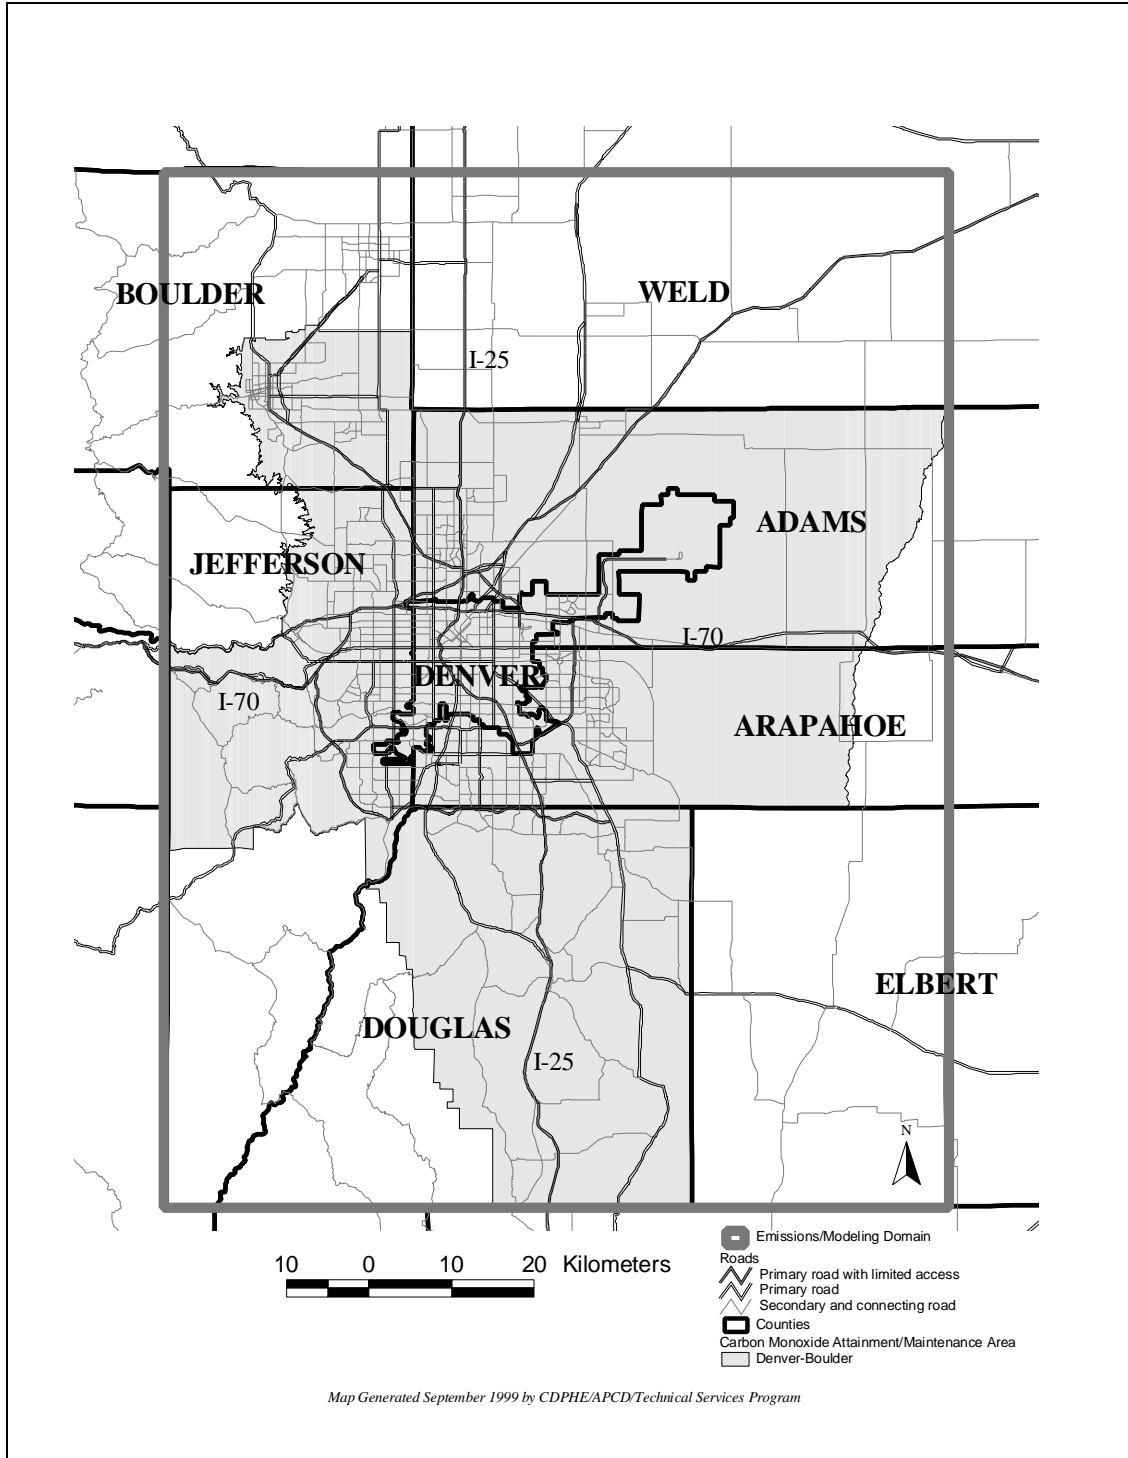 BOULDER
WELD
I-25
ADAMS
JEFFERSON
I-70
DENVER
I-70
ARAPAHOE
ELBERT
DOUGLAS
I-25
N
10 0 10 20 Kilometers
Emissions/Modeling Domain
Roads
Primary road with limited access
Primary road
Secondary and connecting road
Counties
Carbon Monoxide Attainment/Maintenance Area
Denver-Boulder
Map Generated September 1999 by CDPHE/APCD/Technical Services Program